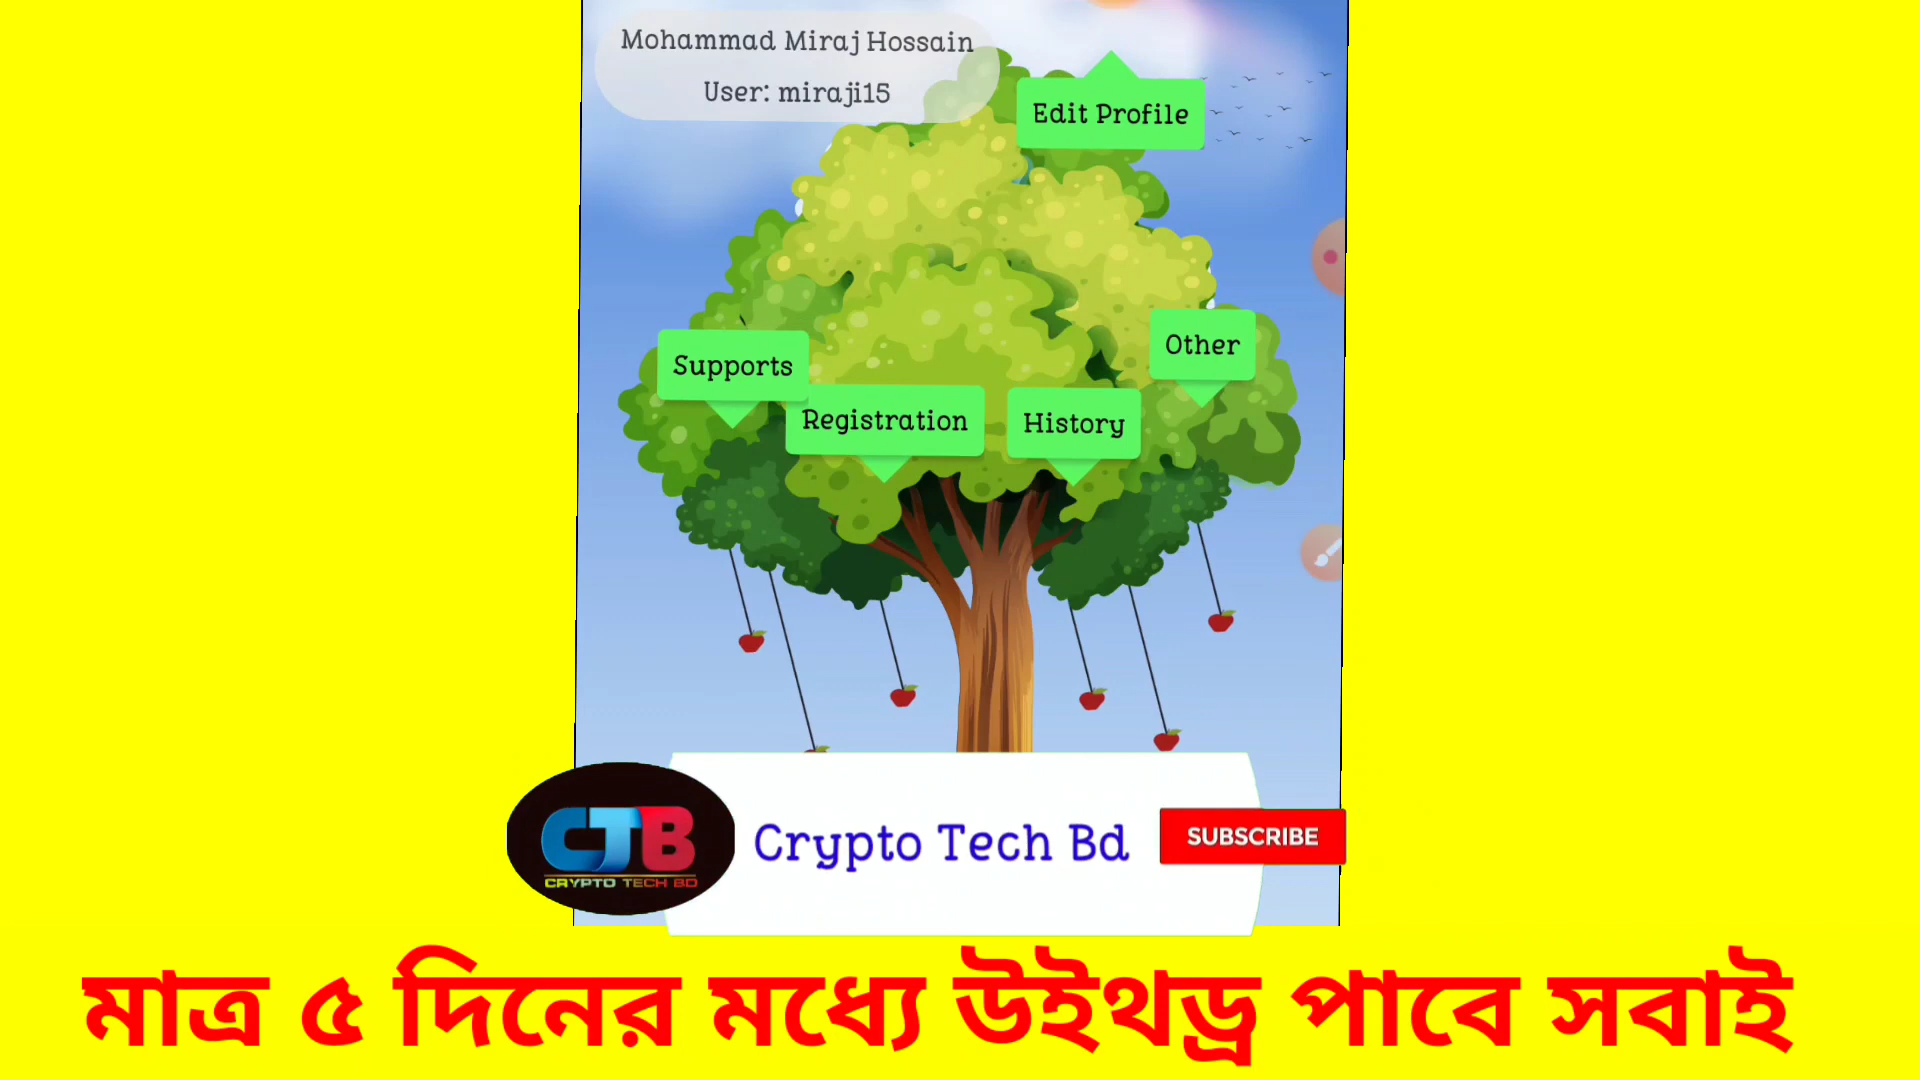 Mohammad Miraj Hossain
User: miraji15
Edit Profile
Other
Supports
Registration
History
CTB
CRYPTO TECH BD
Crypto Tech Bd
SUBSCRIBE
মাত্র ৫ দিনের মধ্যে উইথড্র পাবে সবাই